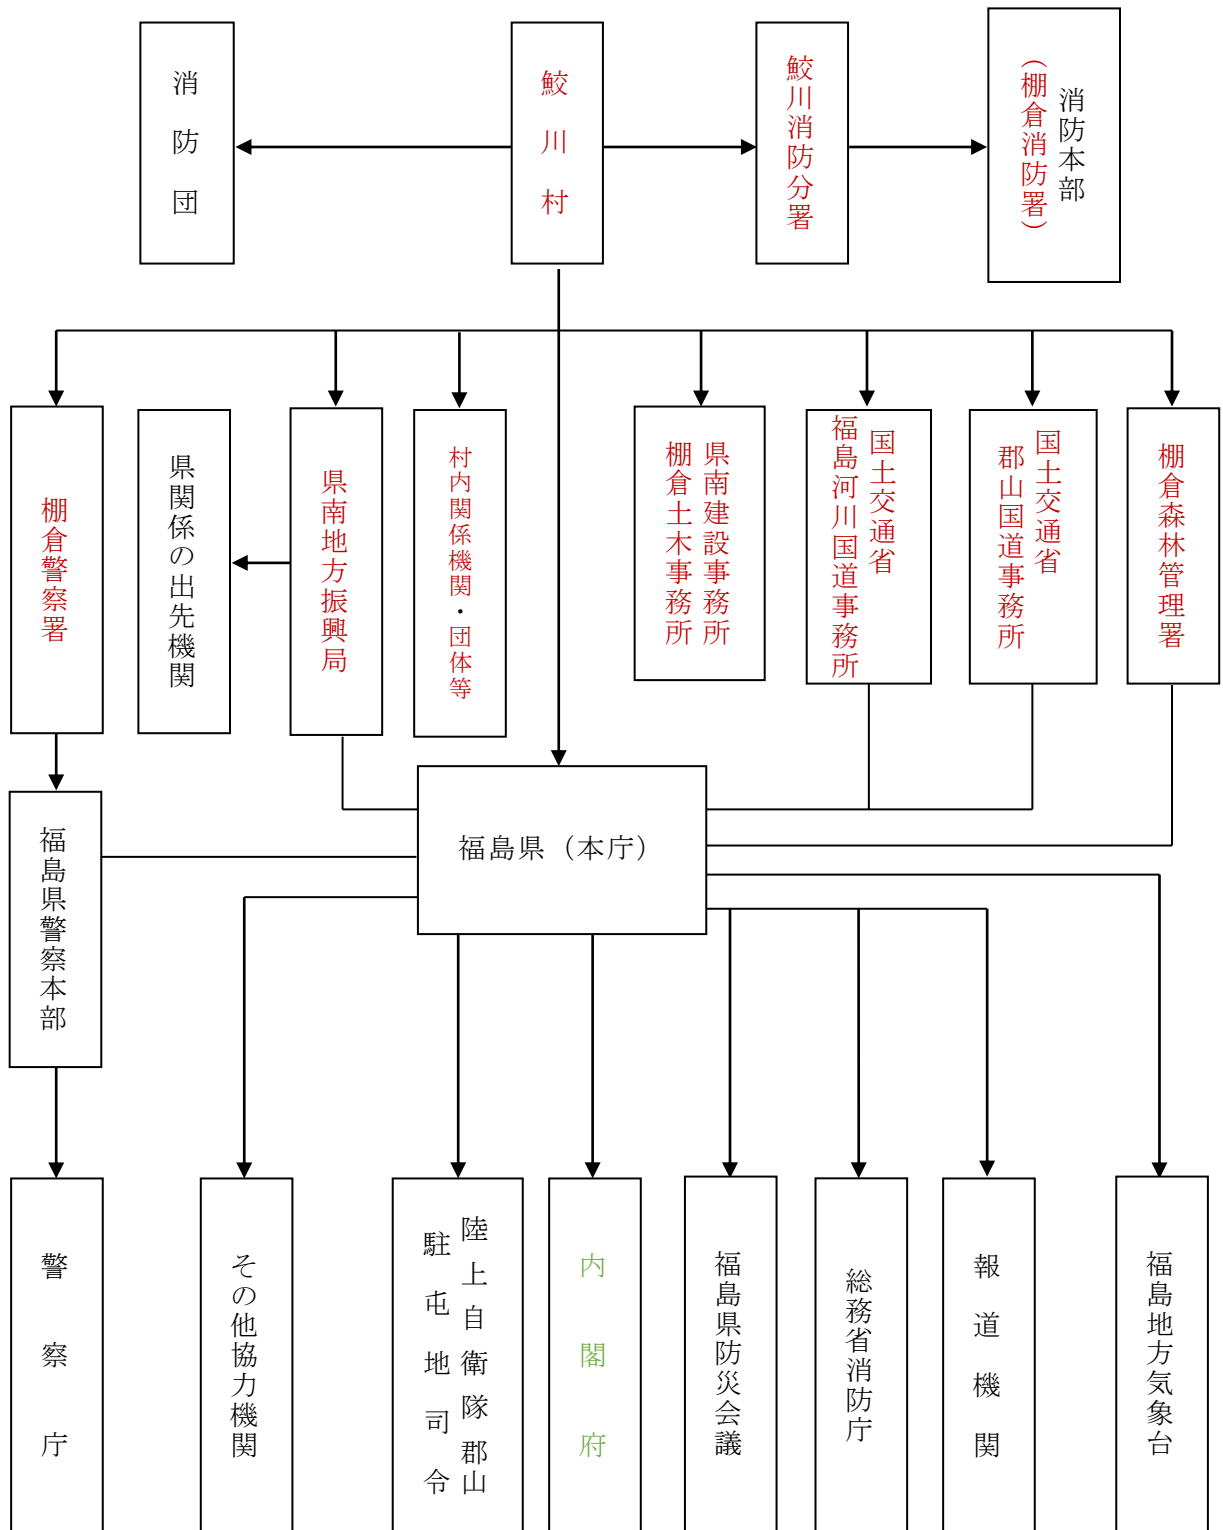 消防団
鮫川村
鮫川消防分署
消防本部
（棚倉消防署）
棚倉警察署
県関係の出先機関
県南地方振興局
村内関係機関・団体等
県南建設事務所
棚倉土木事務所
国土交通省
福島河川国道事務所
国土交通省
郡山国道事務所
棚倉森林管理署
福島県（本庁）
福島県警察本部
警察庁
その他協力機関
陸上自衛隊郡山
駐屯地司令
内閣府
福島県防災会議
総務省消防庁
報道機関
福島地方気象台